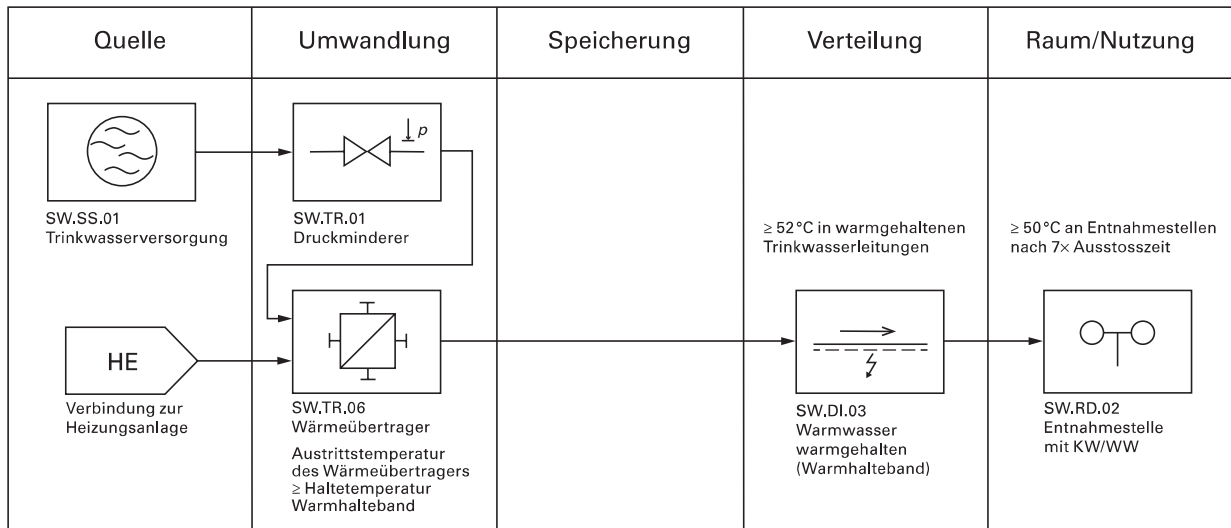 Quelle
Umwandlung
Speicherung
Verteilung
Raum/Nutzung
p
SW.SS.01
Trinkwasserversorgung
SW.TR.01
Druckminderer
≥ 52 °C in warmgehaltenen
Trinkwasserleitungen
≥ 50 °C an Entnahmestellen
nach 7× Ausstosszeit
HE
Verbindung zur
Heizungsanlage
SW.TR.06
Wärmeübertrager
Austrittstemperatur
des Wärmeübertragers
≥ Haltetemperatur
Warmhalteband
SW.DI.03
Warmwasser
warmgehalten
(Warmhalteband)
SW.RD.02
Entnahmestelle
mit KW/WW